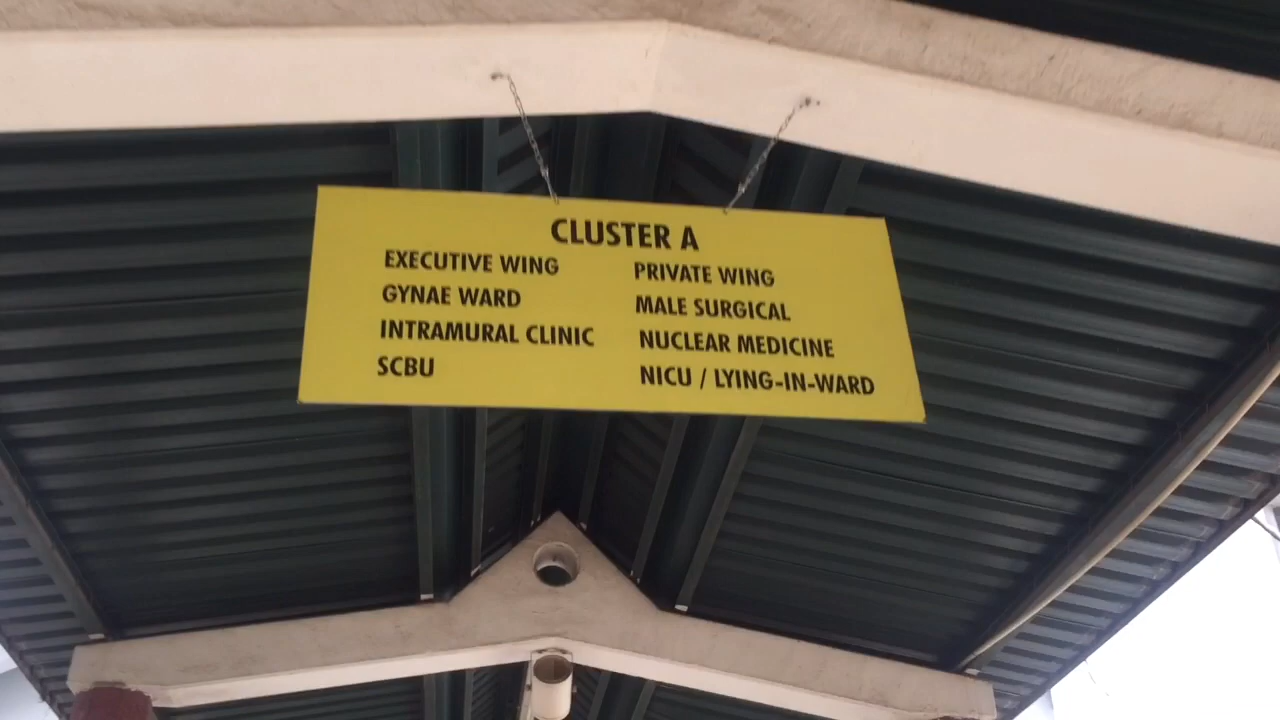 CLUSTER A
EXECUTIVE WING
GYNAE WARD
INTRAMURAL CLINIC
SCBU
PRIVATE WING
MALE SURGICAL
NUCLEAR MEDICINE
NICU / LYING-IN-WARD